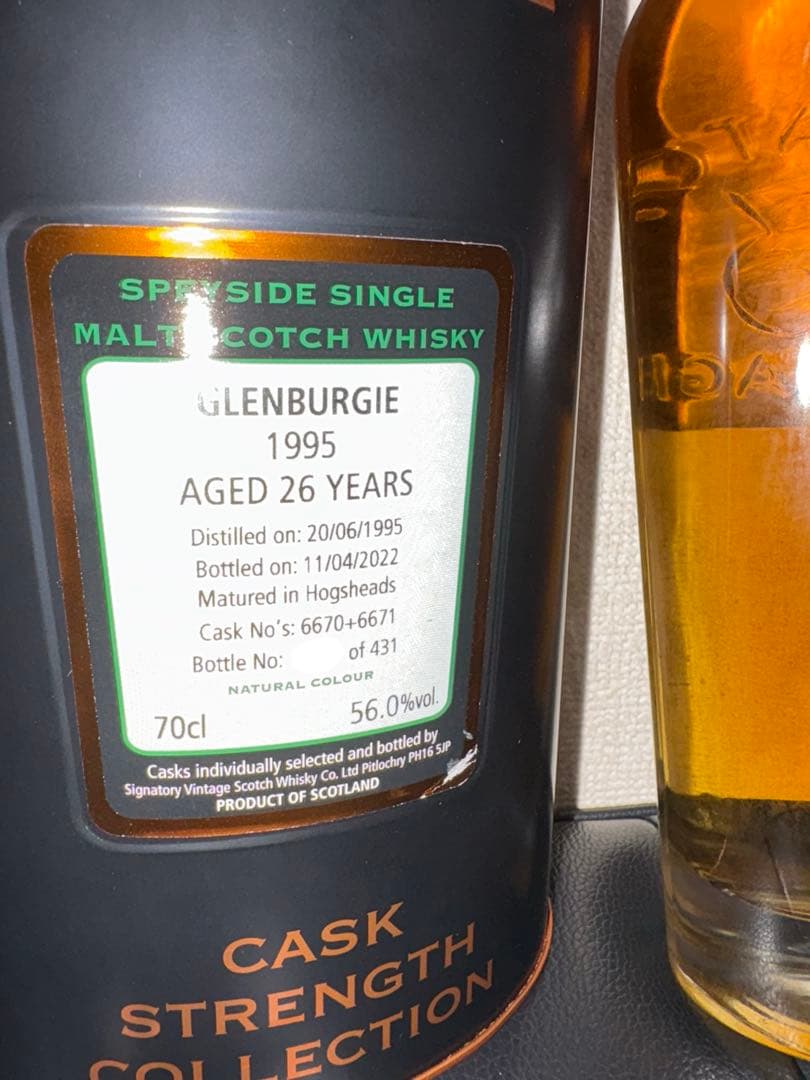 SPEYSIDE SINGLE
MALT SCOTCH WHISKY
GLENBURGIE
1995
AGED 26 YEARS
Distilled on: 20/06/1995
Bottled on: 11/04/2022
Matured in Hogsheads
Cask No's: 6670+6671
Bottle No: of 431
NATURAL COLOUR
70cl 56.0%vol.
Casks individually selected and bottled by
Signatory Vintage Scotch Whisky Co. Ltd Pitlochry PH16 5JP
PRODUCT OF SCOTLAND
CASK
STRENGTH
COLLECTION